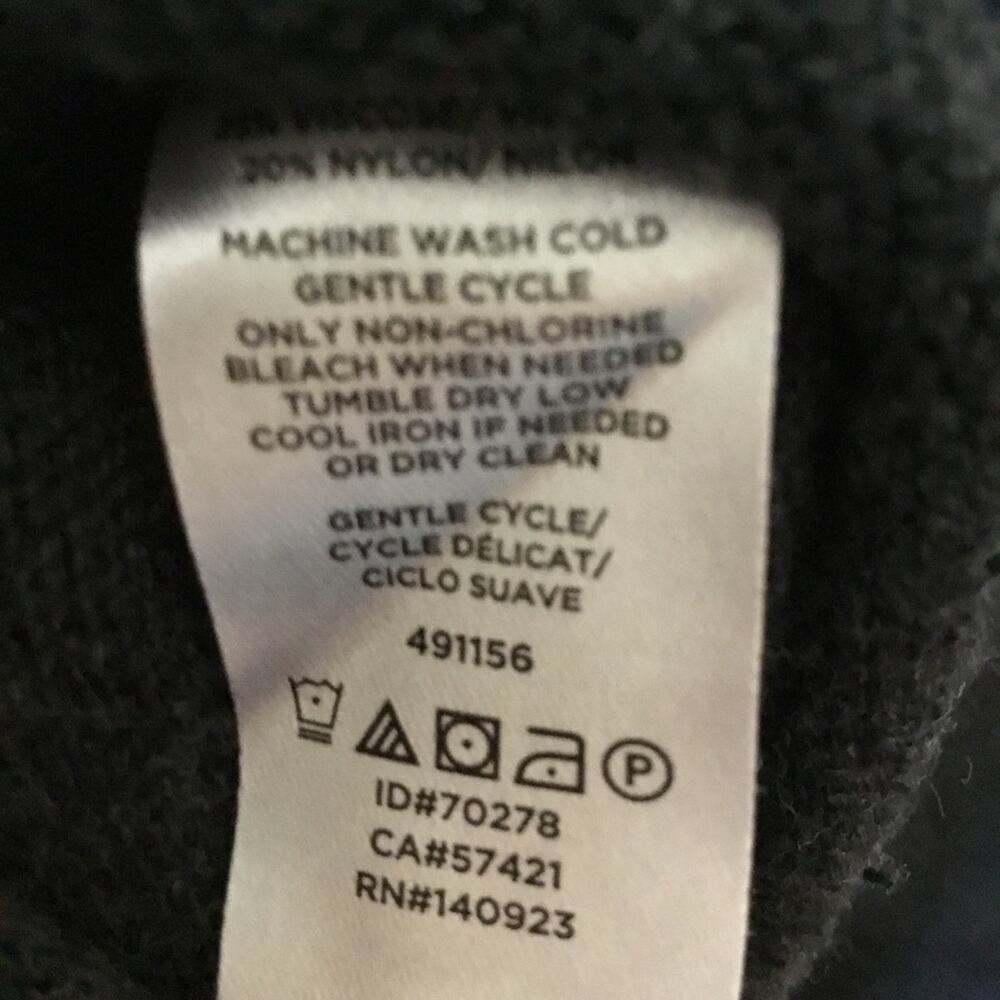 VISCOSE/
20% NYLON/ NILON
MACHINE WASH COLD
GENTLE CYCLE
ONLY NON-CHLORINE
BLEACH WHEN NEEDED
TUMBLE DRY LOW
COOL IRON IF NEEDED
OR DRY CLEAN
GENTLE CYCLE/
CYCLE DÉLICAT/
CICLO SUAVE
491156
P
ID#70278
CA#57421
RN#140923